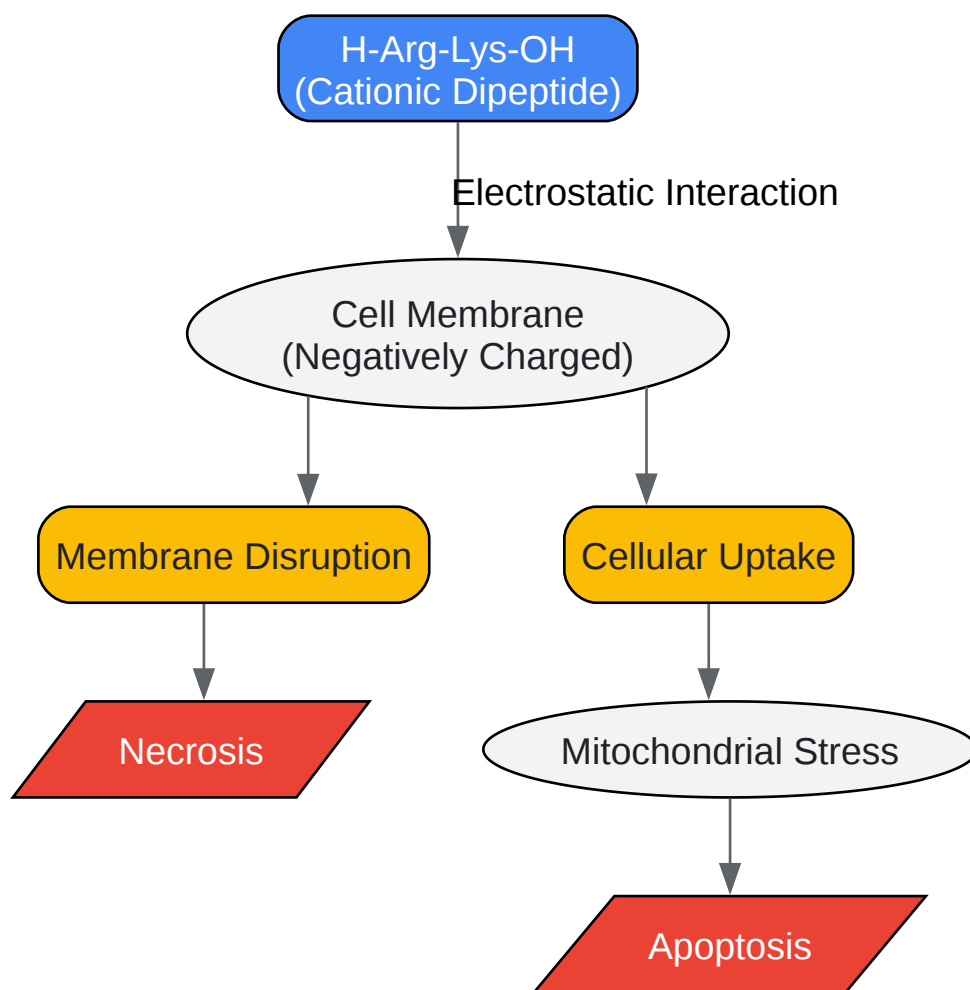 H-Arg-Lys-OH
(Cationic Dipeptide)
Electrostatic Interaction
Cell Membrane
(Negatively Charged)
Membrane Disruption
Cellular Uptake
Necrosis
Mitochondrial Stress
Apoptosis